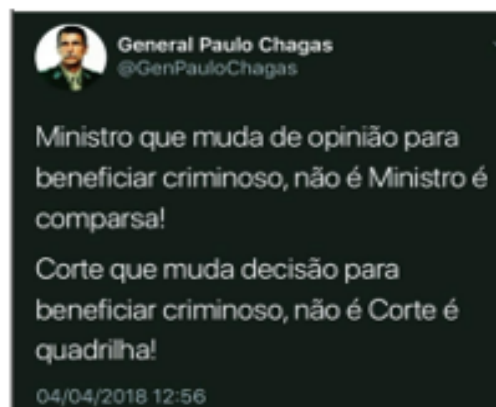 General Paulo Chagas
@GenPauloChagas
Ministro que muda de opinião para
beneficiar criminoso, não é Ministro é
comparsa!
Corte que muda decisão para
beneficiar criminoso, não é Corte é
quadrilha!
04/04/2018 12:56